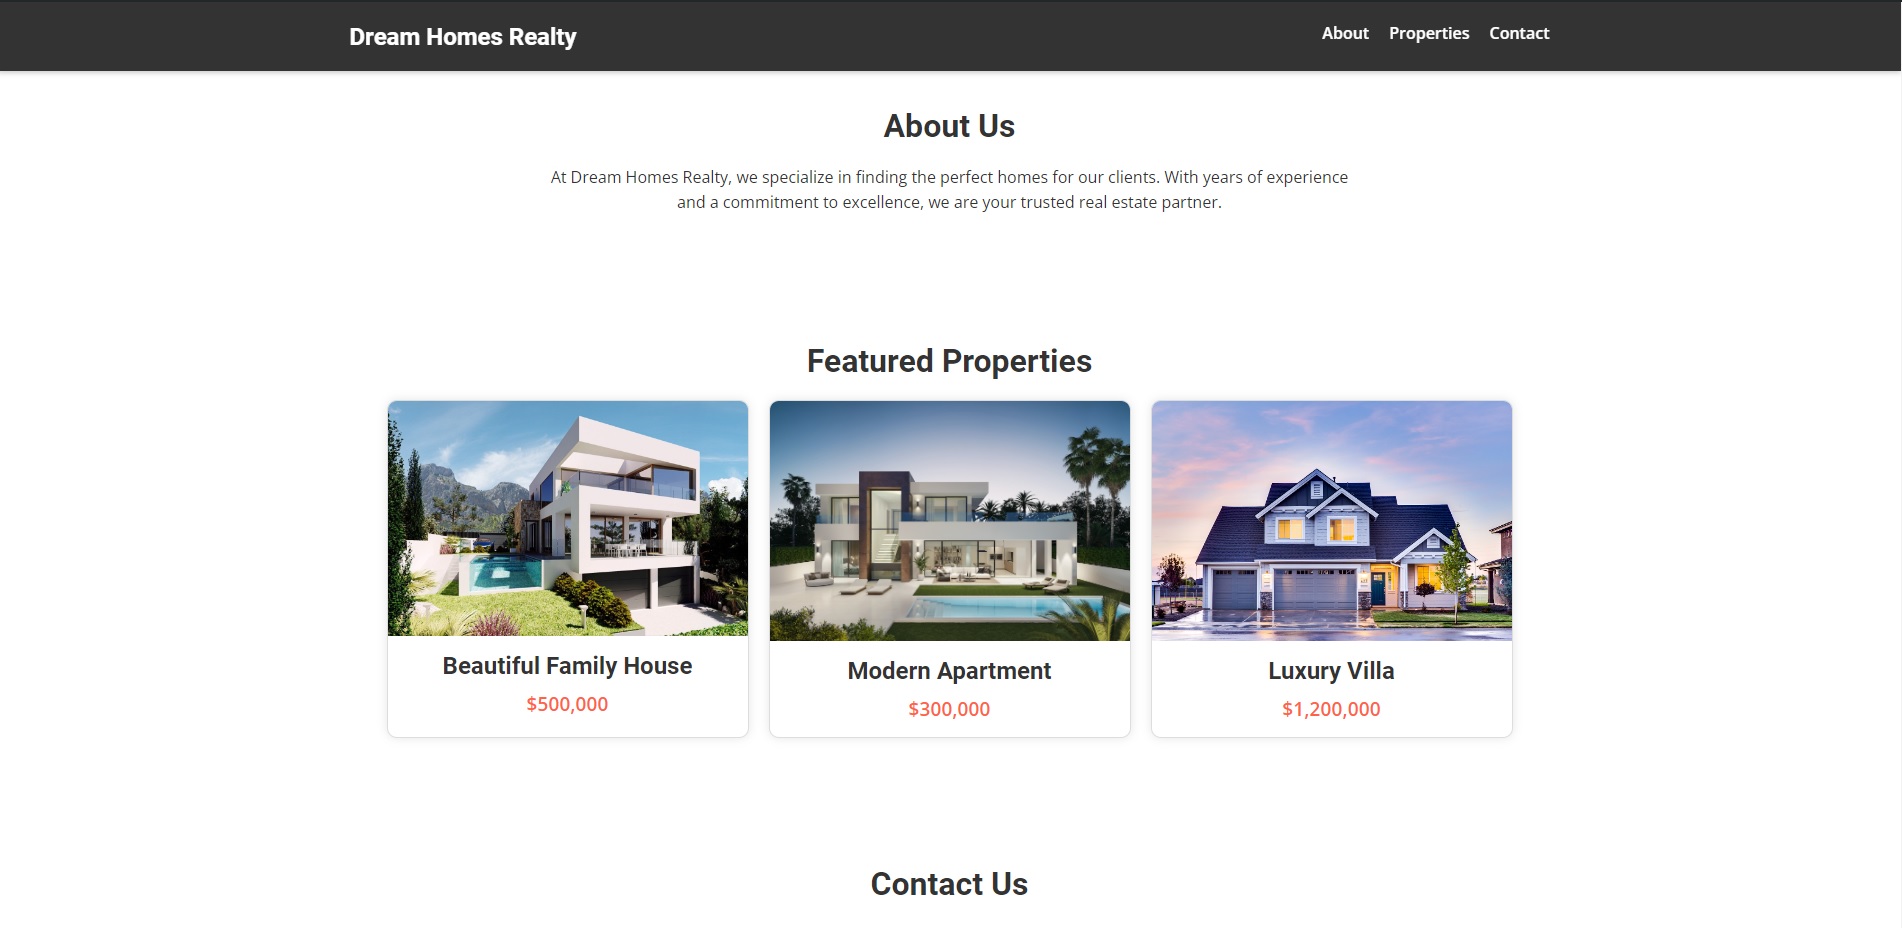 Dream Homes Realty
About Properties Contact
About Us
At Dream Homes Realty, we specialize in finding the perfect homes for our clients. With years of experience
and a commitment to excellence, we are your trusted real estate partner.
Featured Properties
Beautiful Family House
$500,000
Modern Apartment
$300,000
Luxury Villa
$1,200,000
Contact Us